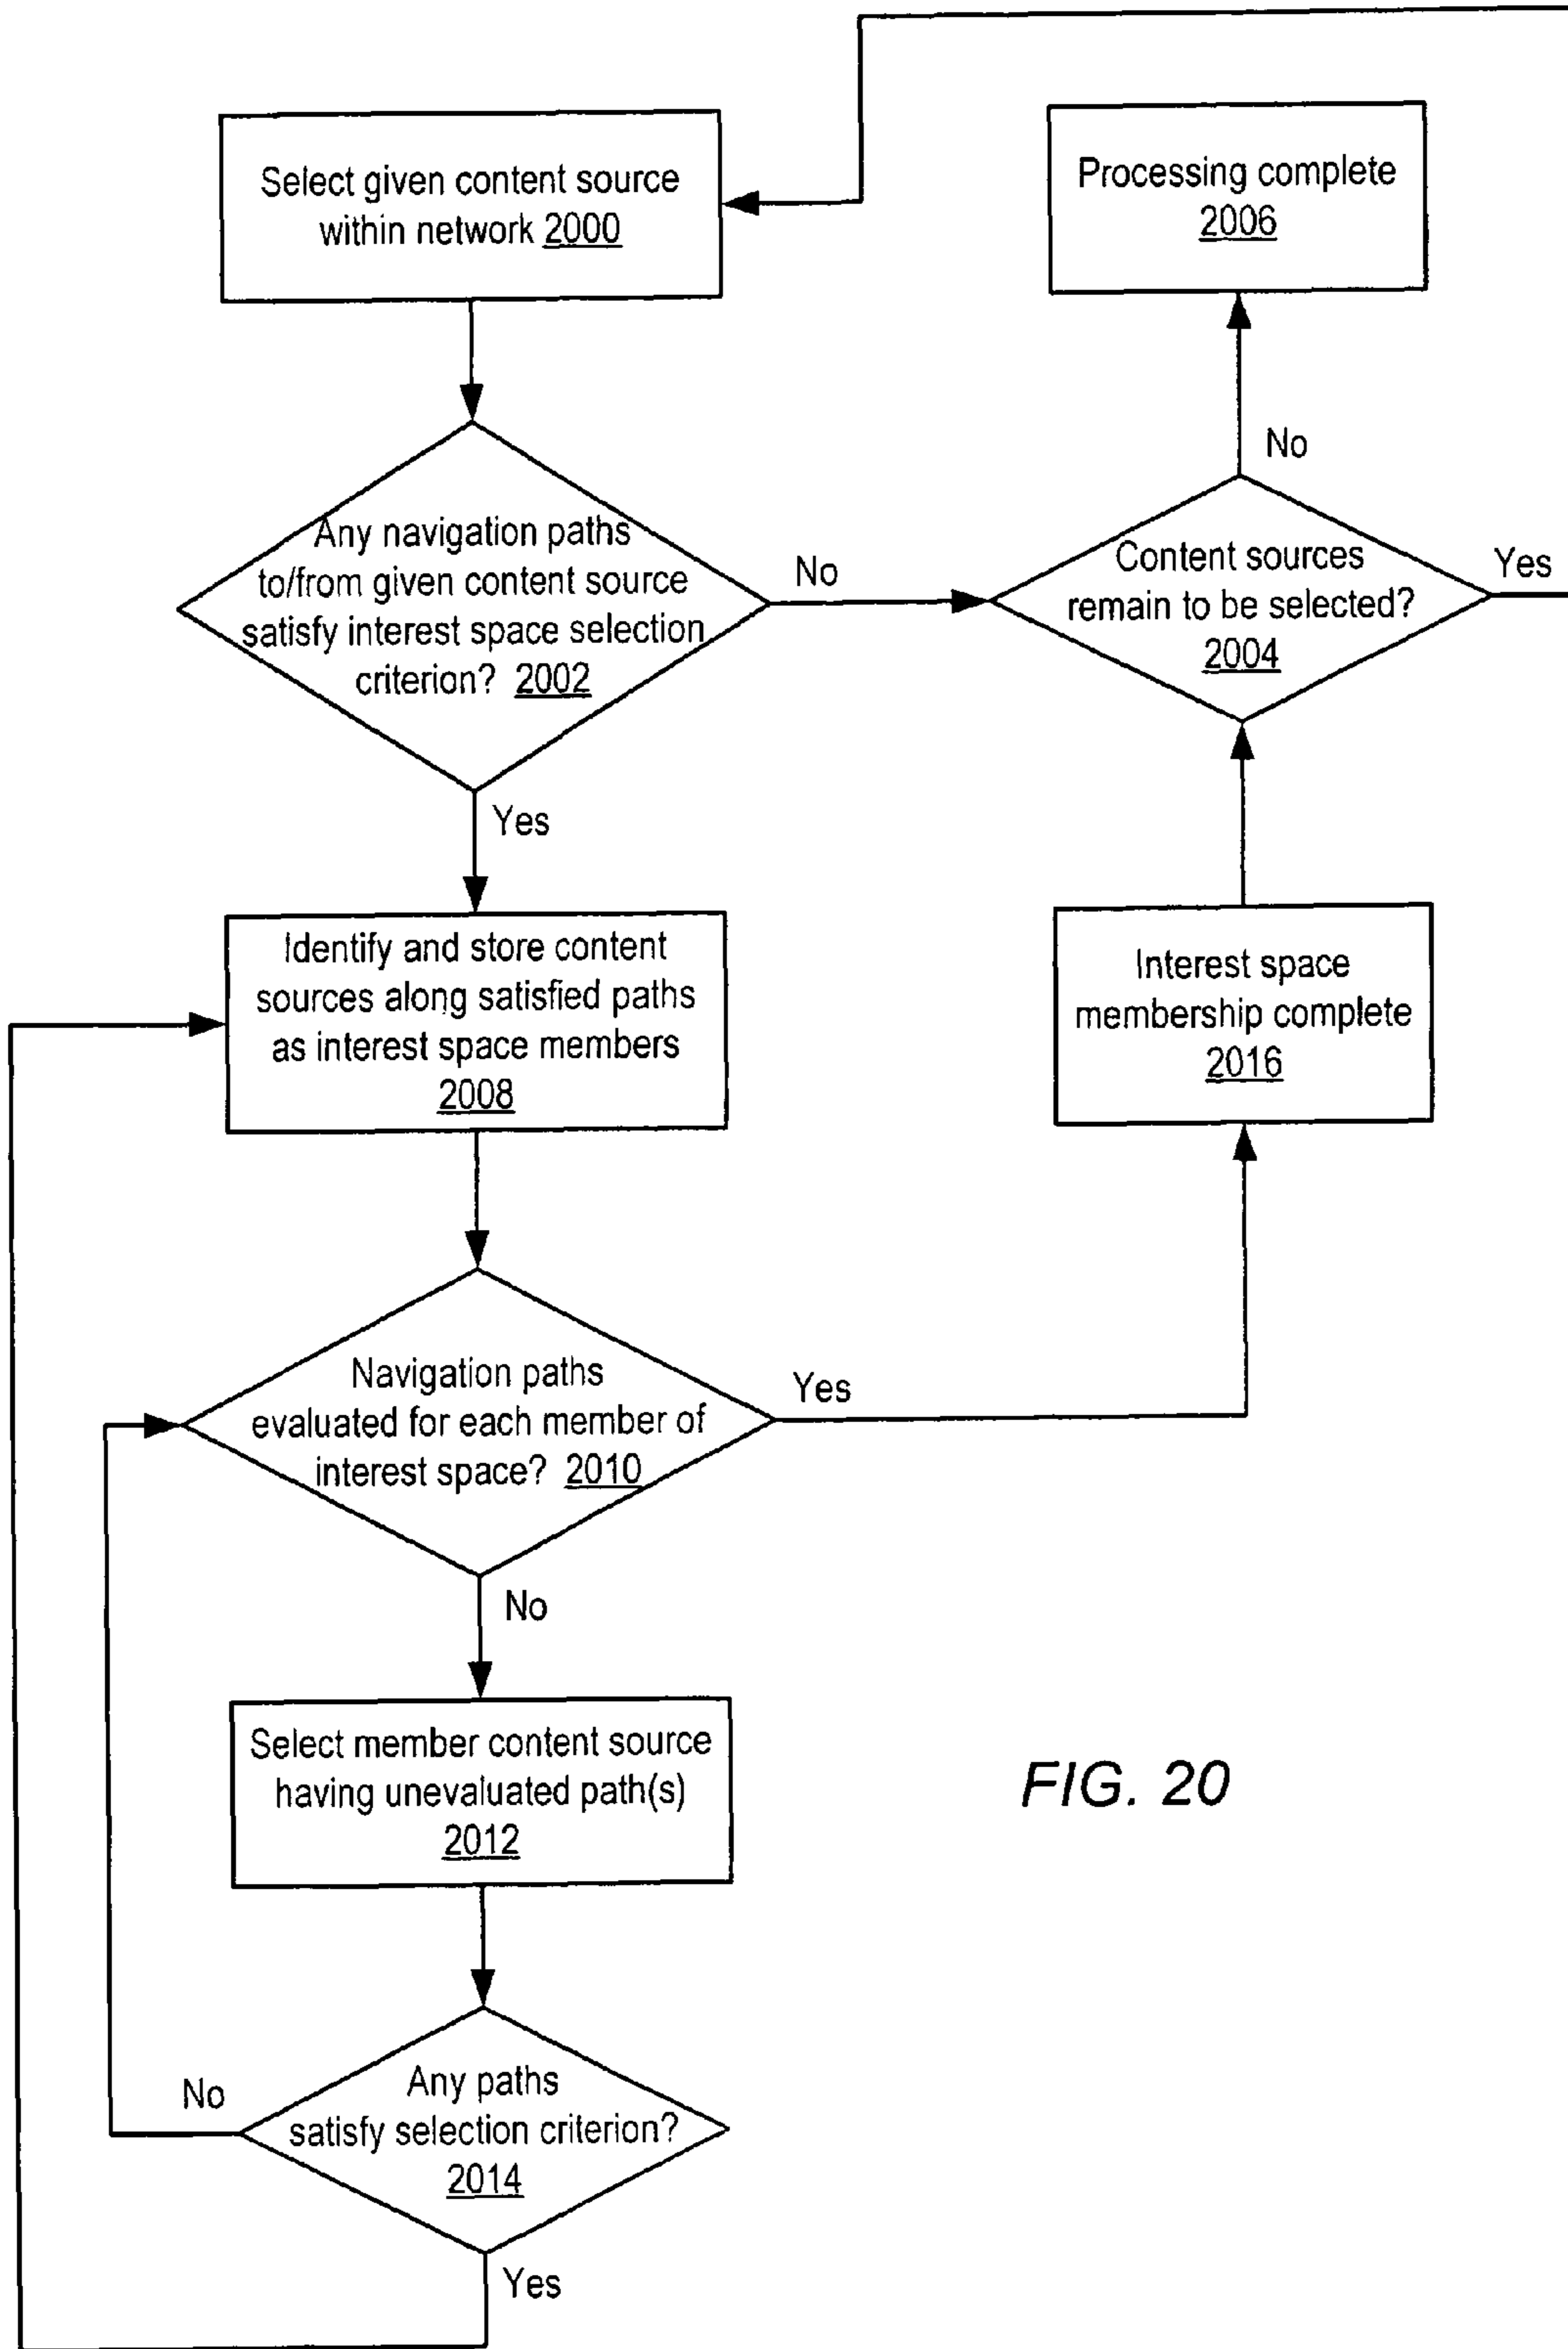 Select given content source
within network 2000
Processing complete
2006
No
Any navigation paths
to/from given content source
satisfy interest space selection
criterion? 2002
No
Content sources
remain to be selected?
2004
Yes
Yes
Identify and store content
sources along satisfied paths
as interest space members
2008
Interest space
membership complete
2016
Navigation paths
evaluated for each member of
interest space? 2010
Yes
No
Select member content source
having unevaluated path(s)
2012
FIG. 20
No
Any paths
satisfy selection criterion?
2014
Yes